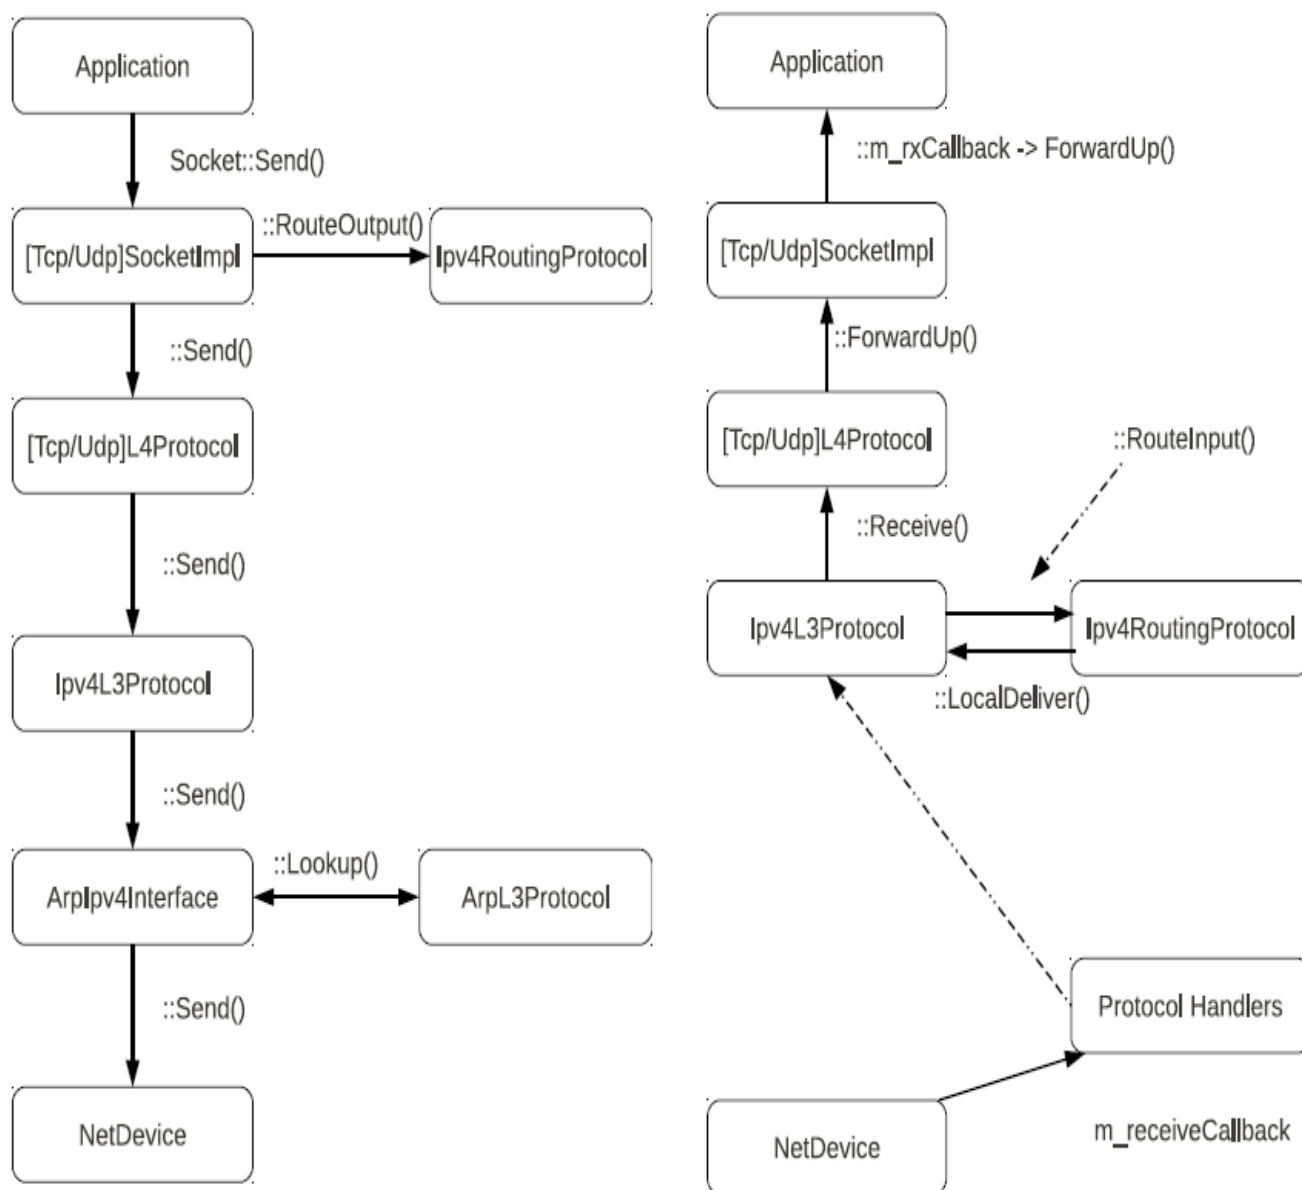 Application
Socket::Send()
[Tcp/Udp]SocketImpl
::RouteOutput()
Ipv4RoutingProtocol
::Send()
[Tcp/Udp]L4Protocol
::Send()
Ipv4L3Protocol
::Send()
ArpIpv4Interface
::Lookup()
ArpL3Protocol
::Send()
NetDevice
Application
::m_rxCallback -> ForwardUp()
[Tcp/Udp]SocketImpl
::ForwardUp()
[Tcp/Udp]L4Protocol
::RouteInput()
::Receive()
Ipv4L3Protocol
Ipv4RoutingProtocol
::LocalDeliver()
Protocol Handlers
m_receiveCallback
NetDevice